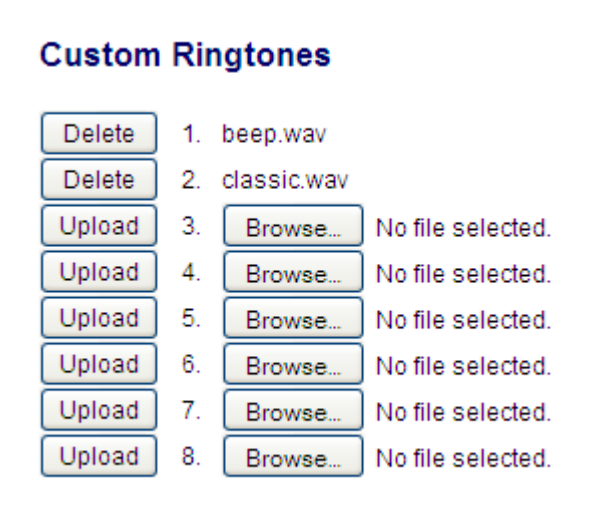 Custom Ringtones
Delete 1. beep.wav
Delete 2. classic.wav
Upload 3. Browse... No file selected.
Upload 4. Browse... No file selected.
Upload 5. Browse... No file selected.
Upload 6. Browse... No file selected.
Upload 7. Browse... No file selected.
Upload 8. Browse... No file selected.